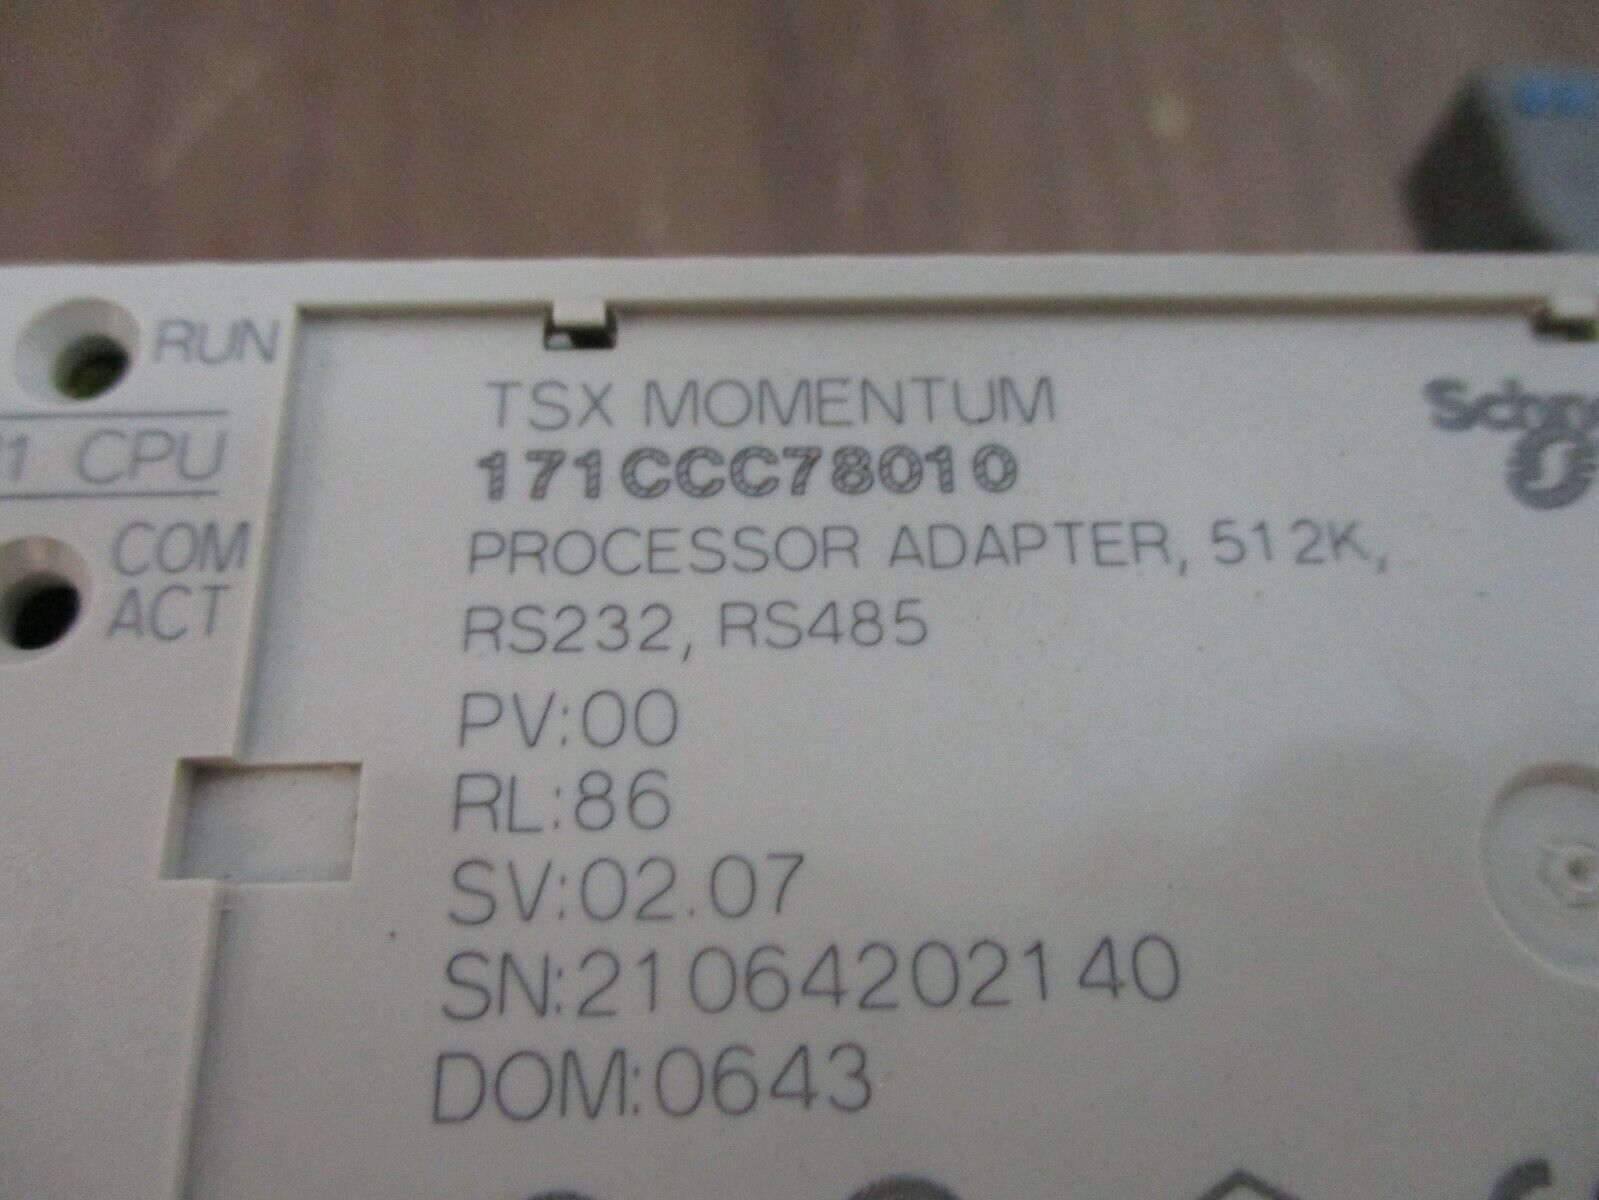 RUN
CPU
COM
ACT
TSX MOMENTUM
171CCC78010
PROCESSOR ADAPTER, 512K,
RS232, RS485
PV:00
RL:86
SV:02.07
SN:21064202140
DOM:0643